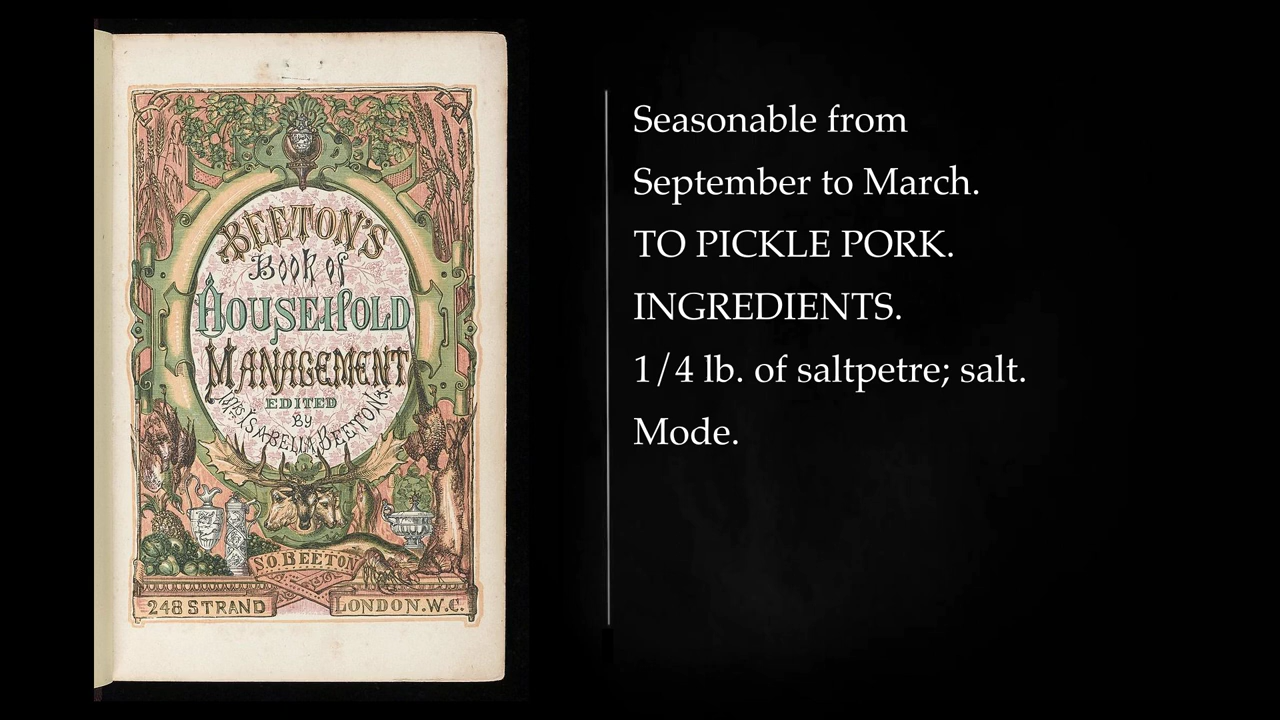 BEETON'S
Book of
HOUSEHOLD
MANAGEMENT
EDITED
BY
MRS ISABELLA BEETON
S.O. BEETON
248 STRAND
LONDON.W.C.
Seasonable from
September to March.
TO PICKLE PORK.
INGREDIENTS.
1/4 lb. of saltpetre; salt.
Mode.